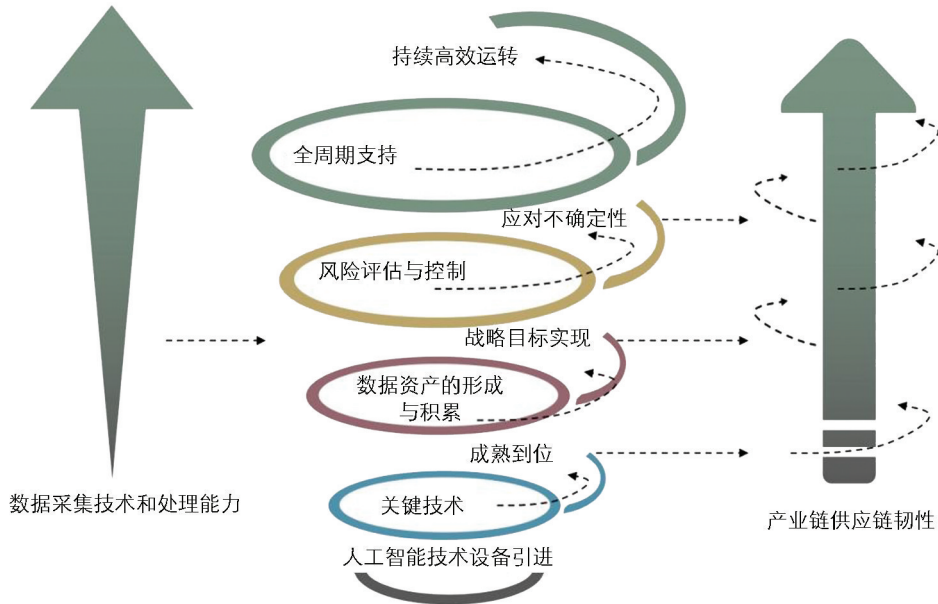 持续高效运转
全周期支持
应对不确定性
风险评估与控制
战略目标实现
数据资产的形成
与积累
成熟到位
关键技术
人工智能技术设备引进
数据采集技术和处理能力
产业链供应链韧性